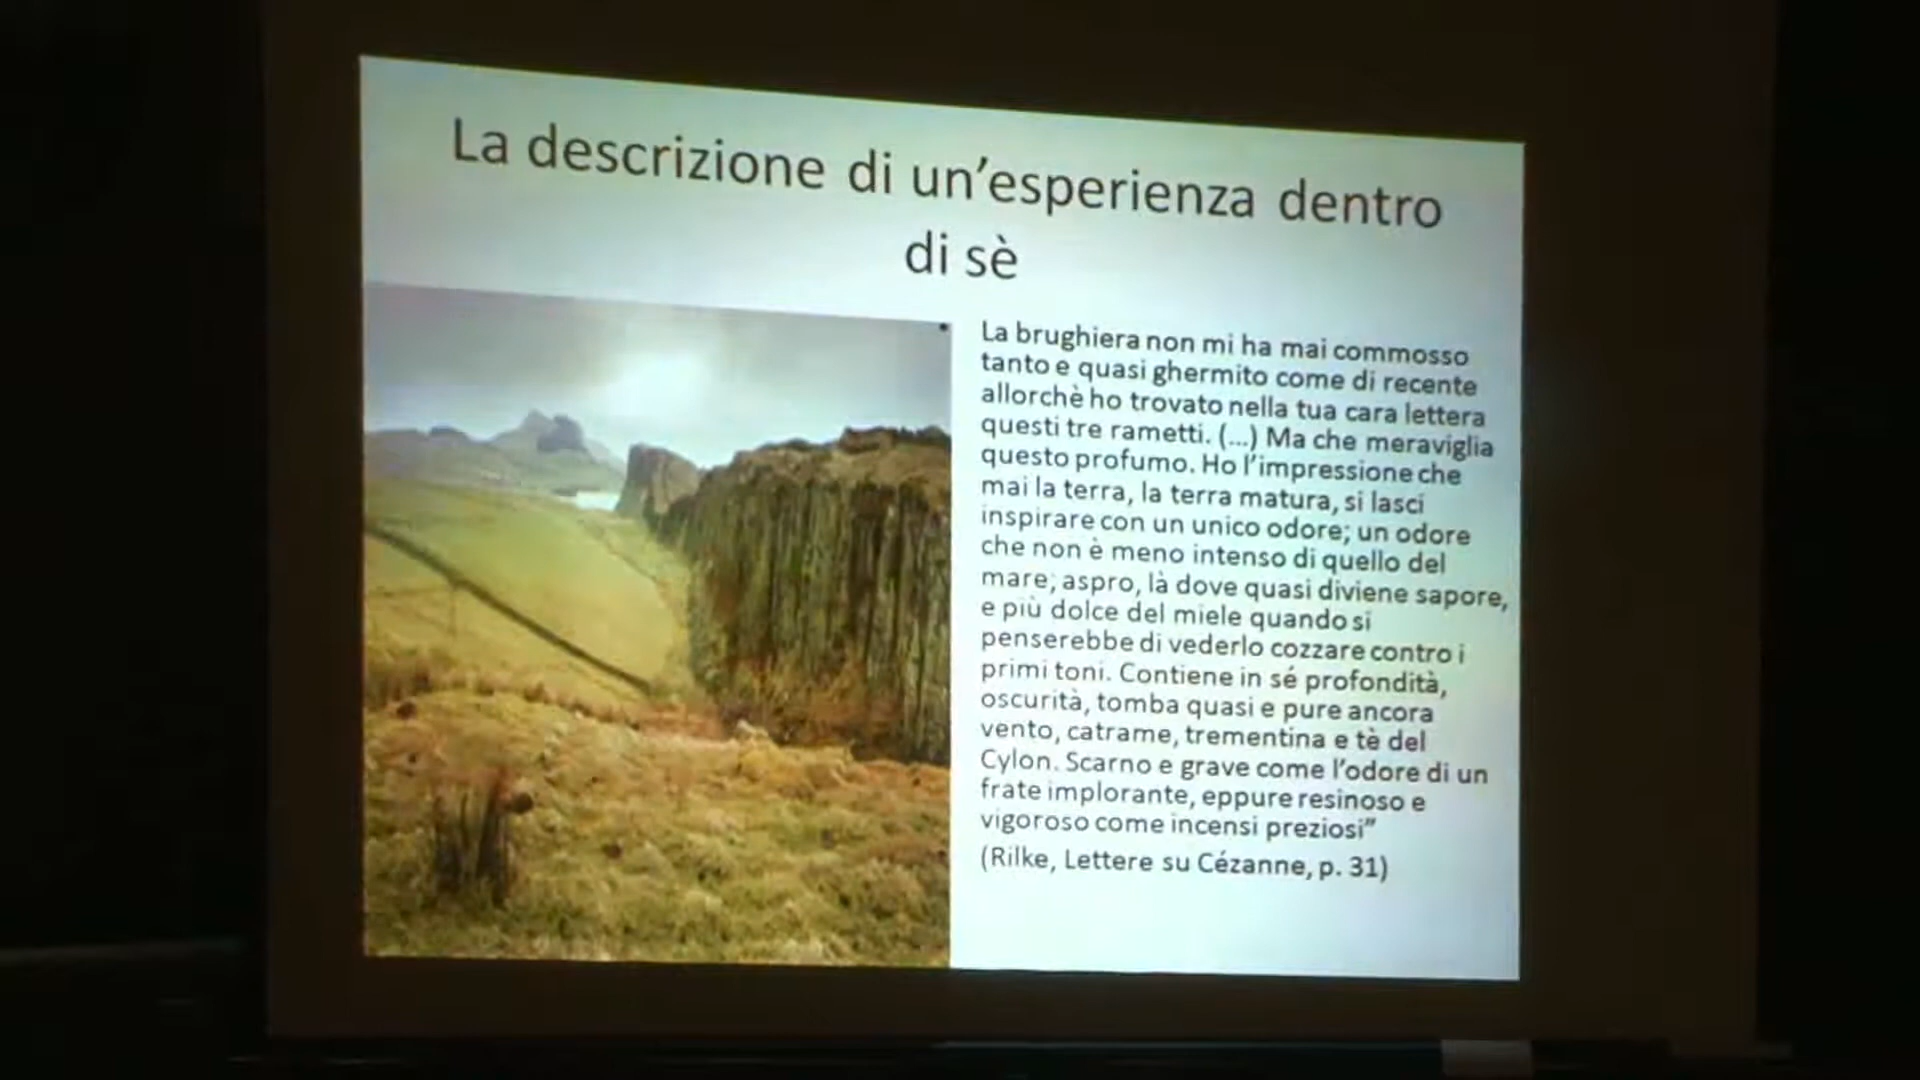 La descrizione di un’esperienza dentro
di sè
La brughiera non mi ha mai commosso
tanto e quasi ghermito come di recente
allorchè ho trovato nella tua cara lettera
questi tre rametti. (...) Ma che meraviglia
questo profumo. Ho l’impressione che
mai la terra, la terra matura, si lasci
inspirare con un unico odore; un odore
che non è meno intenso di quello del
mare; aspro, là dove quasi diviene sapore,
e più dolce del miele quando si
penserebbe di vederlo cozzare contro i
primi toni. Contiene in sé profondità,
oscurità, tomba quasi e pure ancora
vento, catrame, trementina e tè del
Cylon. Scarno e grave come l’odore di un
frate implorante, eppure resinoso e
vigoroso come incensi preziosi”
(Rilke, Lettere su Cézanne, p. 31)